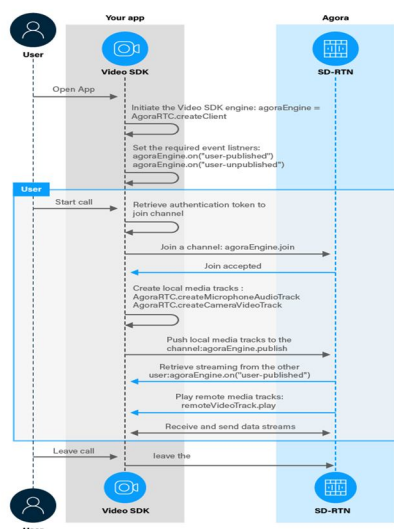 Your app
Agora
User
Video SDK
SD-RTN
Open App
Initiate the Video SDK engine: agoraEngine =
AgoraRTC.createClient
Set the required event listners:
agoraEngine.on("user-published")
agoraEngine.on("user-unpublished")
User
Start call
Retrieve authentication token to
join channel
Join a channel: agoraEngine.join
Join accepted
Create local media tracks :
AgoraRTC.createMicrophoneAudioTrack
AgoraRTC.createCameraVideoTrack
Push local media tracks to the
channel:agoraEngine.publish
Retrieve streaming from the other
user:agoraEngine.on("user-published")
Play remote media tracks:
remoteVideoTrack.play
Receive and send data streams
Leave call
leave the
Video SDK
SD-RTN
User